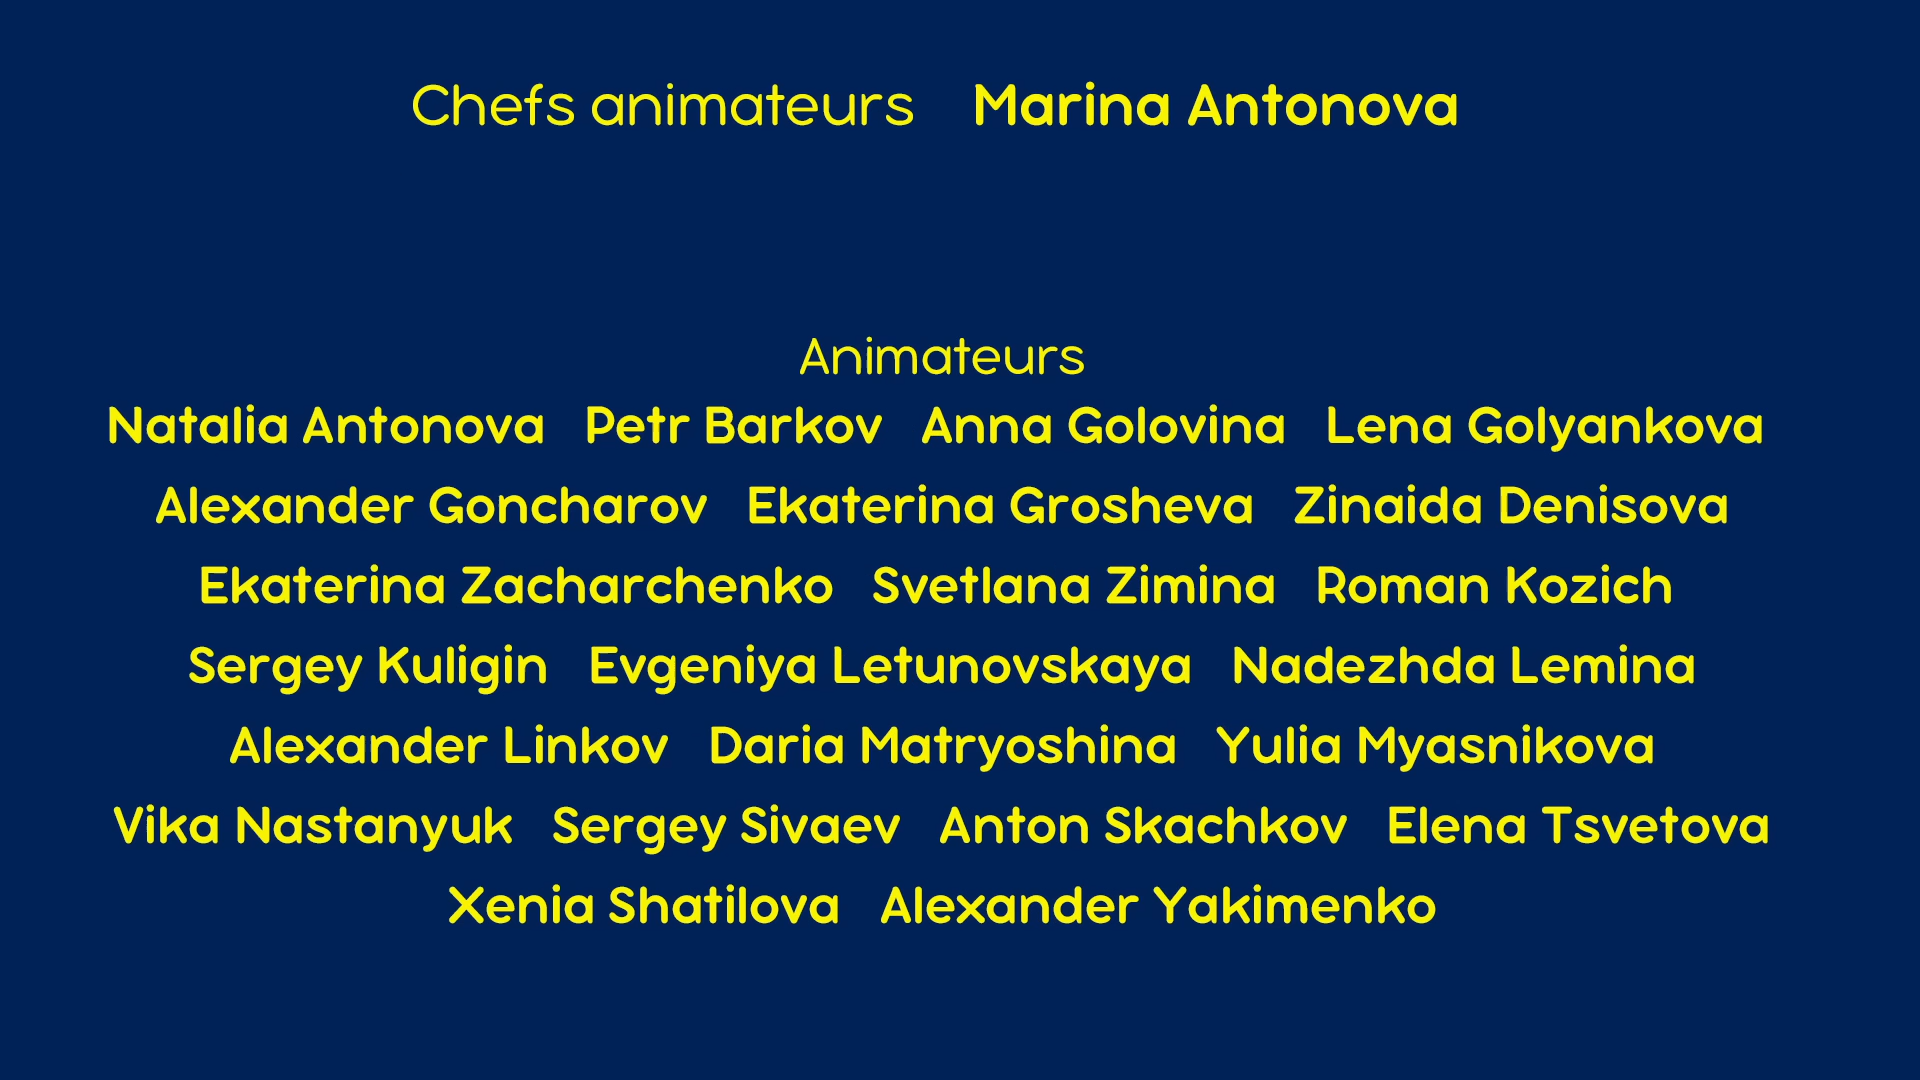 Chefs animateurs Marina Antonova
Animateurs
Natalia Antonova Petr Barkov Anna Golovina Lena Golyankova
Alexander Goncharov Ekaterina Grosheva Zinaida Denisova
Ekaterina Zacharchenko Svetlana Zimina Roman Kozich
Sergey Kuligin Evgeniya Letunovskaya Nadezhda Lemina
Alexander Linkov Daria Matryoshina Yulia Myasnikova
Vika Nastanyuk Sergey Sivaev Anton Skachkov Elena Tsvetova
Xenia Shatilova Alexander Yakimenko